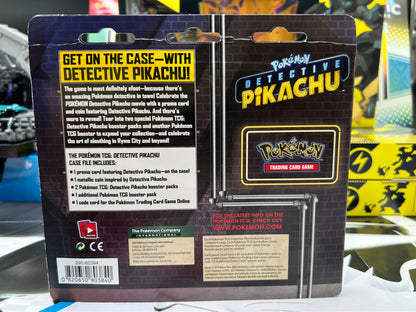 GET ON THE CASE—WITH
DETECTIVE PIKACHU!
The game is most definitely afoot—because there's
an amazing Pokémon detective in town! Celebrate the
POKÉMON Detective Pikachu movie with a promo card
and coin featuring Detective Pikachu. And there's
more to reveal! Tear into two special Pokémon TCG:
Detective Pikachu booster packs and another Pokémon
TCG booster to expand your collection—and celebrate
the art of sleuthing in Ryme City and beyond!
THE POKÉMON TCG: DETECTIVE PIKACHU
CASE FILE INCLUDES:
• 1 promo card featuring Detective Pikachu—on the case!
• 1 metallic coin inspired by Detective Pikachu
• 2 Pokémon TCG: Detective Pikachu booster packs
• 1 additional Pokémon TCG booster pack
• 1 code card for the Pokémon Trading Card Game Online
POKÉMON
DETECTIVE
PIKACHU
POKÉMON
TRADING CARD GAME
FOR THE LATEST INFO ON THE
POKÉMON TCG, CHECK OUT
WWW.POKEMON.COM
The Pokémon Company
INTERNATIONAL
290-80384
0 820650 803840